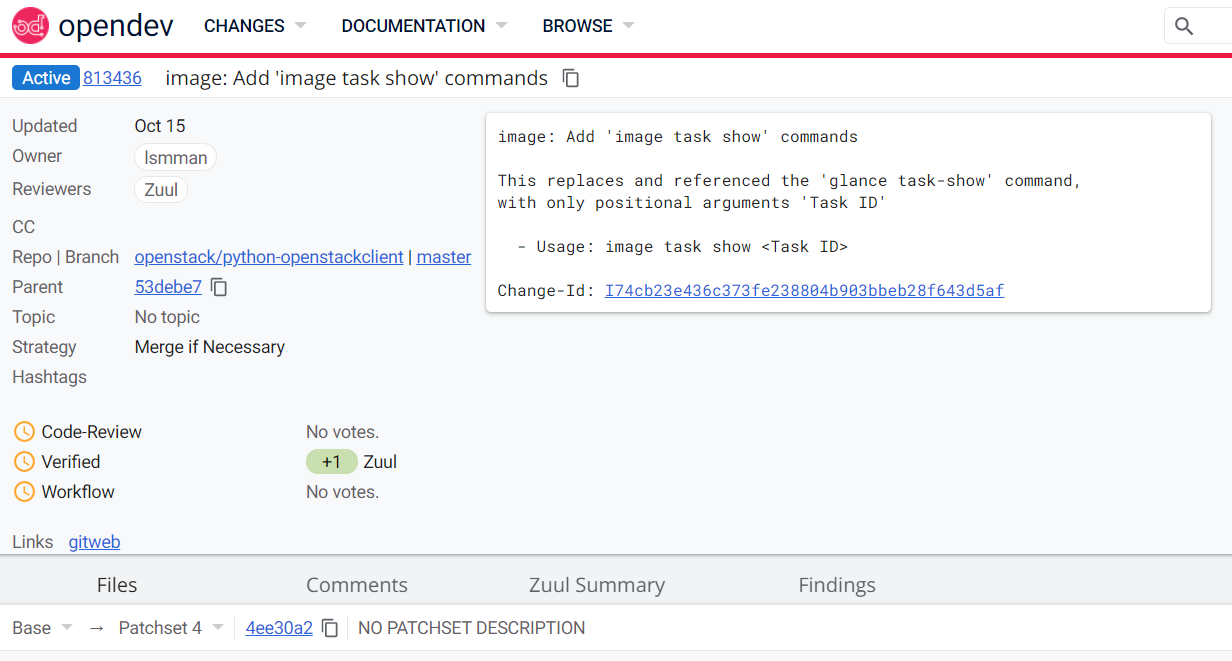 opendev CHANGES DOCUMENTATION BROWSE
Active 813436 image: Add 'image task show' commands
Updated Oct 15
Owner lsmman
Reviewers Zuul
CC
Repo | Branch openstack/python-openstackclient | master
Parent 53debe7
Topic No topic
Strategy Merge if Necessary
Hashtags
image: Add 'image task show' commands
This replaces and referenced the 'glance task-show' command,
with only positional arguments 'Task ID'
- Usage: image task show <Task ID>
Change-Id: I74cb23e436c373fe238804b903bbeb28f643d5af
Code-Review No votes.
Verified +1 Zuul
Workflow No votes.
Links gitweb
Files Comments Zuul Summary Findings
Base → Patchset 4 4ee30a2 NO PATCHSET DESCRIPTION